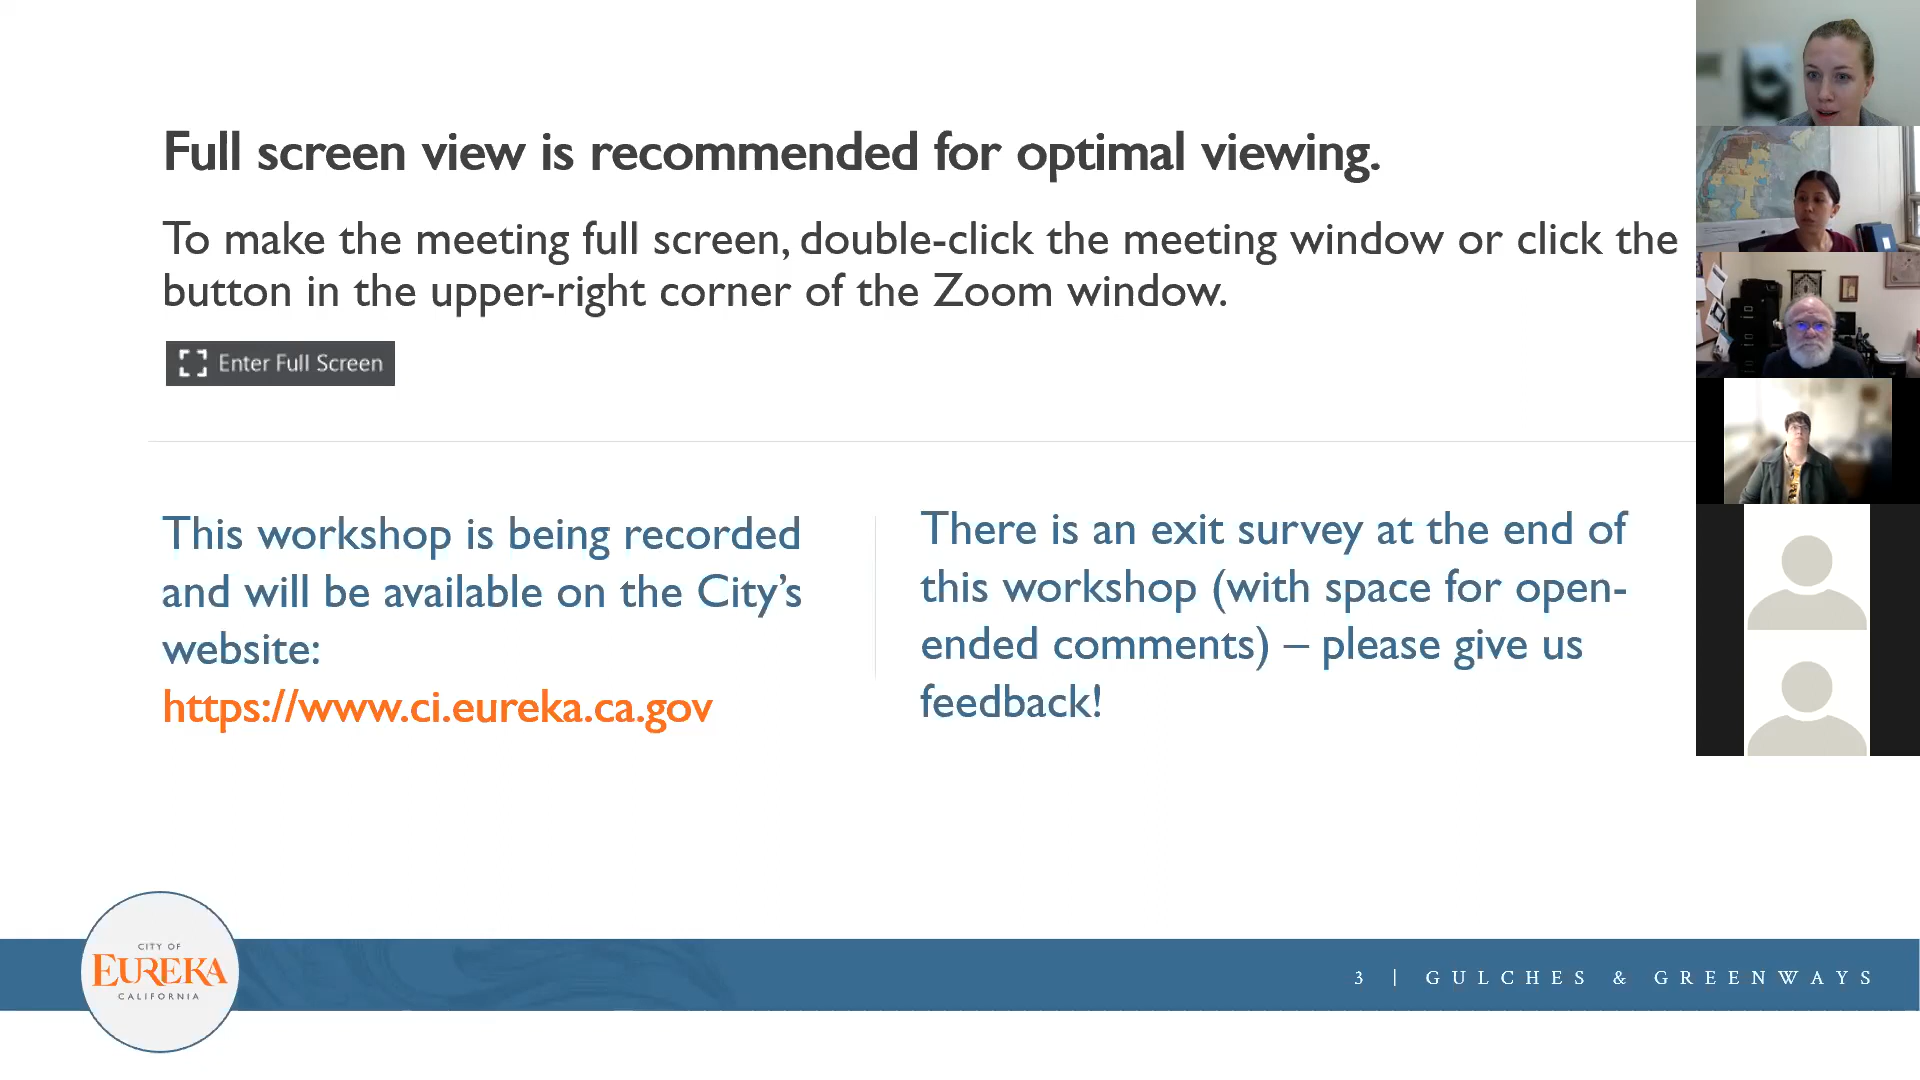 Full screen view is recommended for optimal viewing.
To make the meeting full screen, double-click the meeting window or click the
button in the upper-right corner of the Zoom window.
Enter Full Screen
This workshop is being recorded
and will be available on the City’s
website:
https://www.ci.eureka.ca.gov
There is an exit survey at the end of
this workshop (with space for open-
ended comments) – please give us
feedback!
CITY OF
EUREKA
CALIFORNIA
3 | GULCHES & GREENWAYS